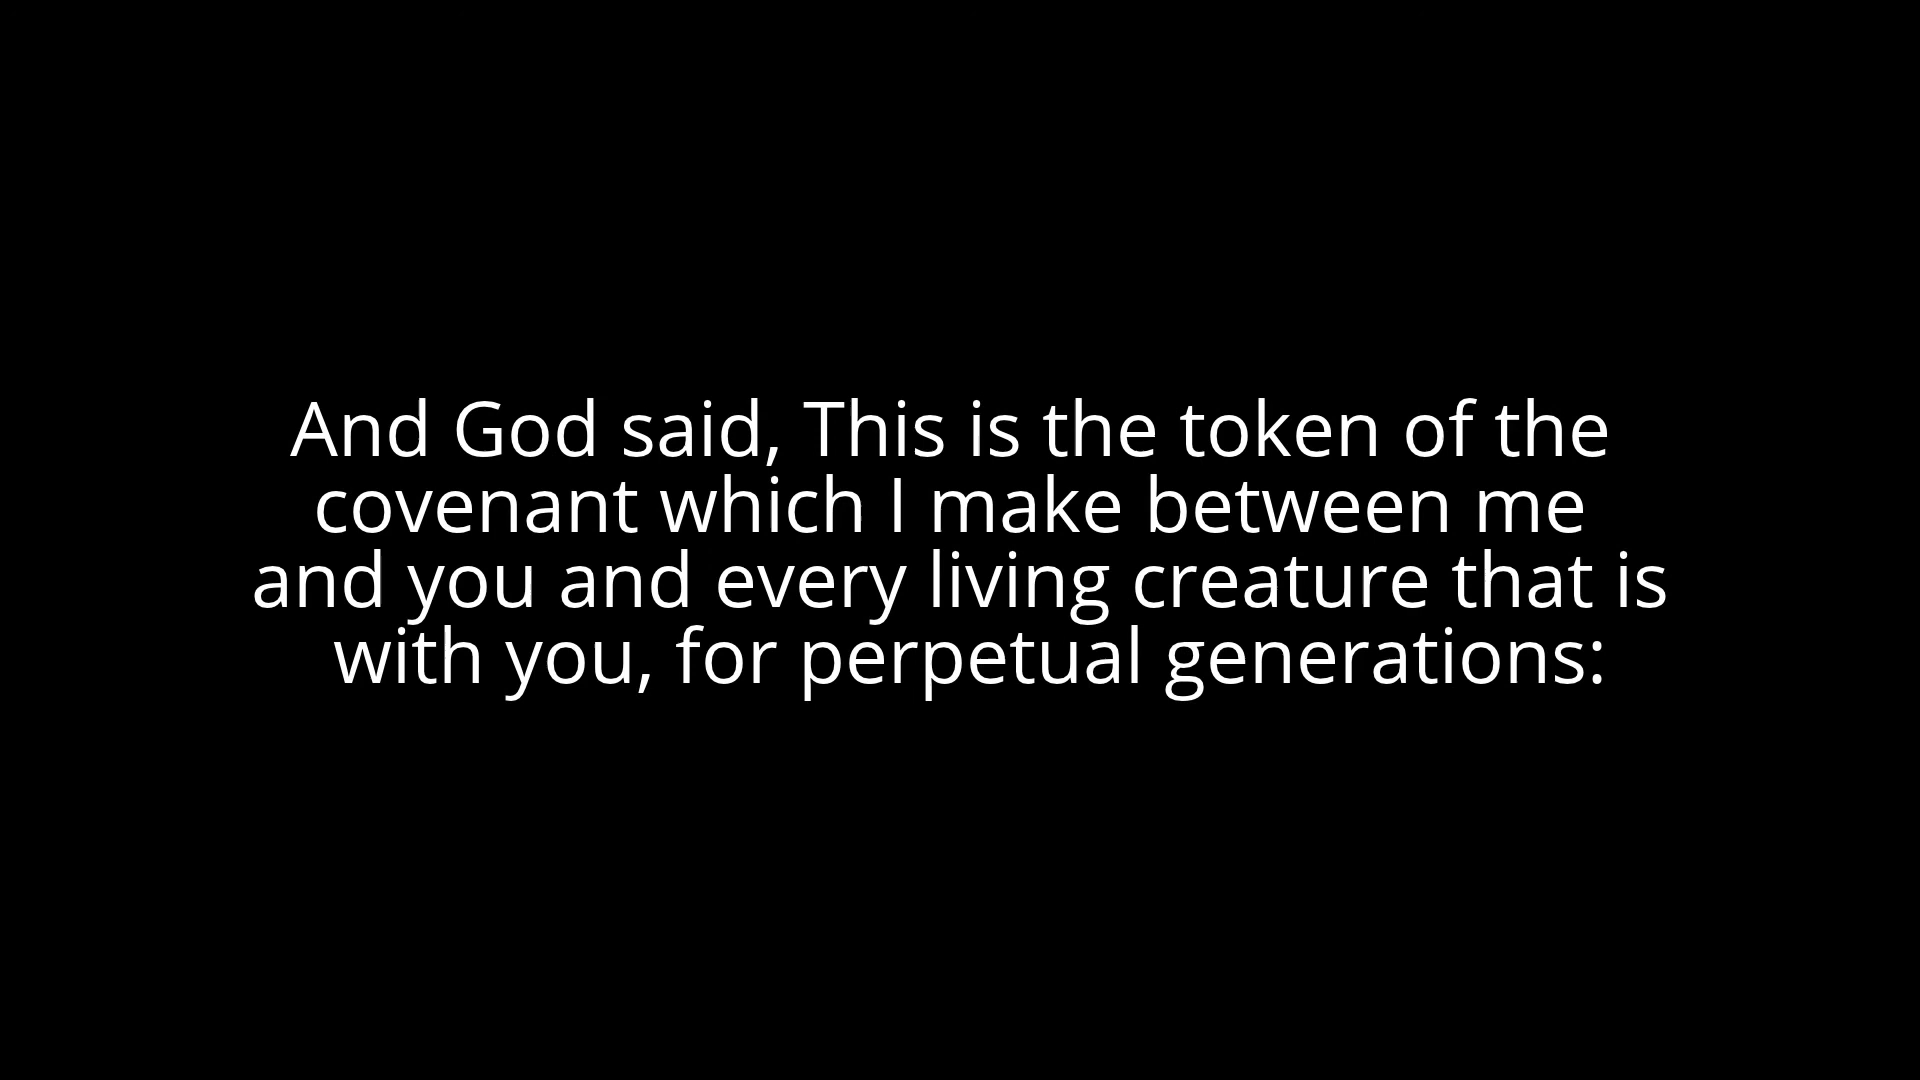 And God said, This is the token of the
covenant which I make between me
and you and every living creature that is
with you, for perpetual generations: